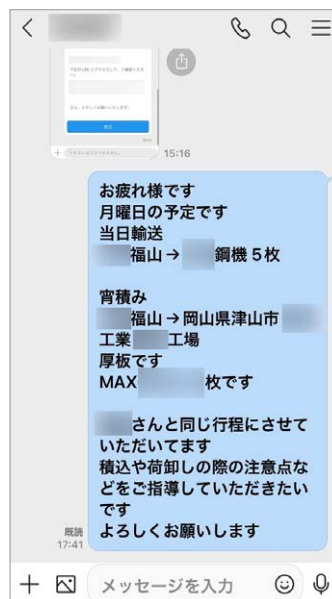 15:16
お疲れ様です
月曜日の予定です
当日輸送
福山→ 鋼機5枚
宵積み
福山→岡山県津山市
工業 工場
厚板です
MAX 枚です
さんと同じ行程にさせて
いただいてます
積込や荷卸しの際の注意点な
どをご指導していただきたい
です
よろしくお願いします
既読
17:41
メッセージを入力